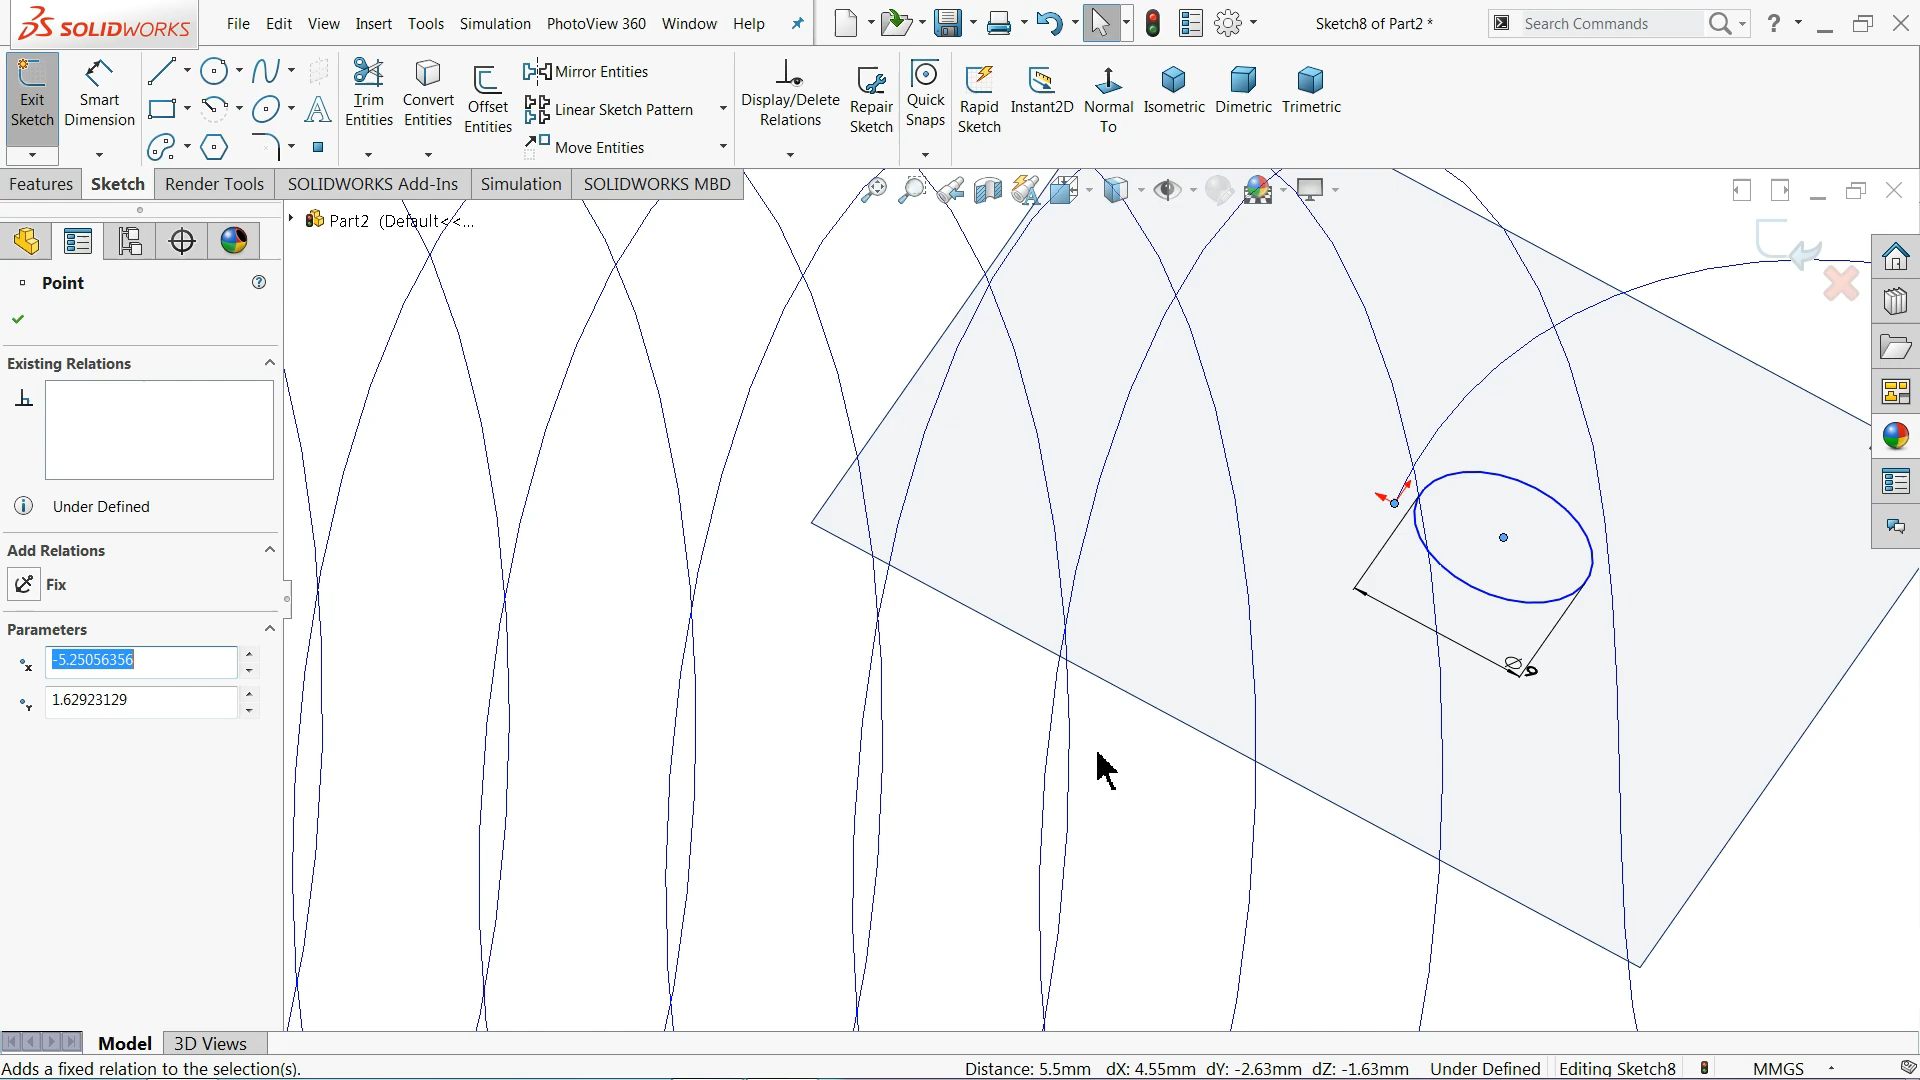 SOLIDWORKS
File Edit View Insert Tools Simulation PhotoView 360 Window Help
Sketch8 of Part2 *
Search Commands
Exit Sketch
Smart Dimension
Trim Entities
Convert Entities
Offset Entities
Mirror Entities
Linear Sketch Pattern
Move Entities
Display/Delete Relations
Repair Sketch
Quick Snaps
Rapid Sketch
Instant2D
Normal To
Isometric
Dimetric
Trimetric
Features Sketch Render Tools SOLIDWORKS Add-Ins Simulation SOLIDWORKS MBD
Part2 (Default<<...
Point
Existing Relations
Under Defined
Add Relations
Fix
Parameters
-5.25056356
1.62923129
Model 3D Views
Adds a fixed relation to the selection(s).
Distance: 5.5mm dX: 4.55mm dY: -2.63mm dZ: -1.63mm Under Defined Editing Sketch8 MMGS